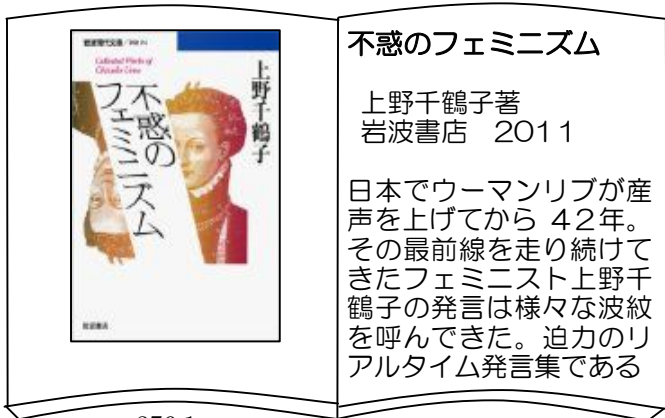 岩波現代文庫
Collected Works of
Chizuko Ueno
上野千鶴子
不惑の
フェミニズム
岩波書店
不惑のフェミニズム
上野千鶴子著
岩波書店 2011
日本でウーマンリブが産
声を上げてから 42年。
その最前線を走り続けて
きたフェミニスト上野千
鶴子の発言は様々な波紋
を呼んできた。迫力のリ
アルタイム発言集である